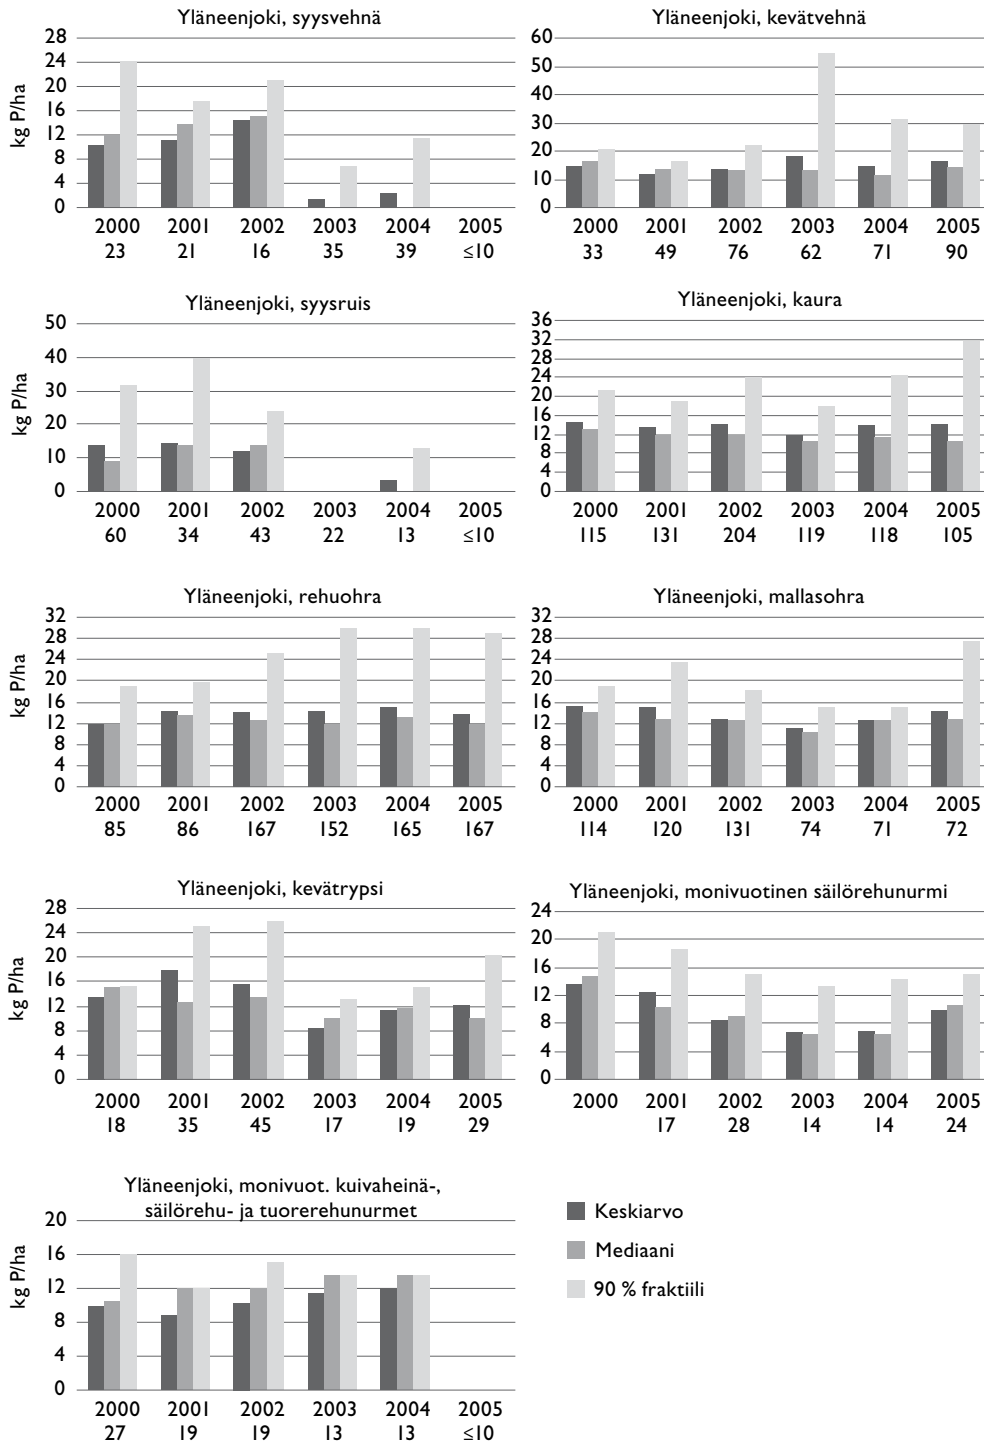 Yläneenjoki, syysvehnä
kg P/ha
28
24
20
16
12
8
4
0
2000 2001 2002 2003 2004 2005
23 21 16 35 39 ≤10
Yläneenjoki, kevätvehnä
60
50
40
30
20
10
0
2000 2001 2002 2003 2004 2005
33 49 76 62 71 90
Yläneenjoki, syysruis
kg P/ha
50
40
30
20
10
0
2000 2001 2002 2003 2004 2005
60 34 43 22 13 ≤10
Yläneenjoki, kaura
36
32
28
24
20
16
12
8
4
0
2000 2001 2002 2003 2004 2005
115 131 204 119 118 105
Yläneenjoki, rehuohra
kg P/ha
32
28
24
20
16
12
8
4
0
2000 2001 2002 2003 2004 2005
85 86 167 152 165 167
Yläneenjoki, mallasohra
32
28
24
20
16
12
8
4
0
2000 2001 2002 2003 2004 2005
114 120 131 74 71 72
Yläneenjoki, kevätrypsi
kg P/ha
28
24
20
16
12
8
4
0
2000 2001 2002 2003 2004 2005
18 35 45 17 19 29
Yläneenjoki, monivuotinen säilörehunurmi
24
20
16
12
8
4
0
2000 2001 2002 2003 2004 2005
17 28 14 14 24
Yläneenjoki, monivuot. kuivaheinä-,
säilörehu- ja tuorerehunurmet
kg P/ha
20
16
12
8
4
0
2000 2001 2002 2003 2004 2005
27 19 19 13 13 ≤10
Keskiarvo
Mediaani
90 % fraktiili